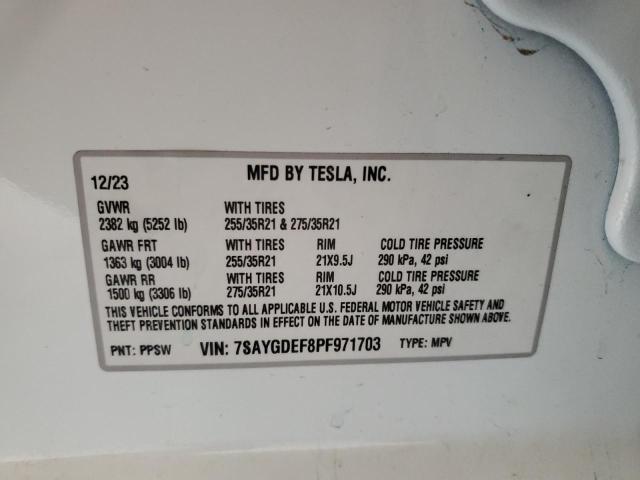 MFD BY TESLA, INC.
12/23
GVWR WITH TIRES
2382 kg (5252 lb) 255/35R21 & 275/35R21
GAWR FRT WITH TIRES RIM COLD TIRE PRESSURE
1363 kg (3004 lb) 255/35R21 21X9.5J 290 kPa, 42 psi
GAWR RR WITH TIRES RIM COLD TIRE PRESSURE
1500 kg (3306 lb) 275/35R21 21X10.5J 290 kPa, 42 psi
THIS VEHICLE CONFORMS TO ALL APPLICABLE U.S. FEDERAL MOTOR VEHICLE SAFETY AND
THEFT PREVENTION STANDARDS IN EFFECT ON THE DATE OF MANUFACTURE SHOWN ABOVE.
PNT: PPSW VIN: 7SAYGDEF8PF971703 TYPE: MPV